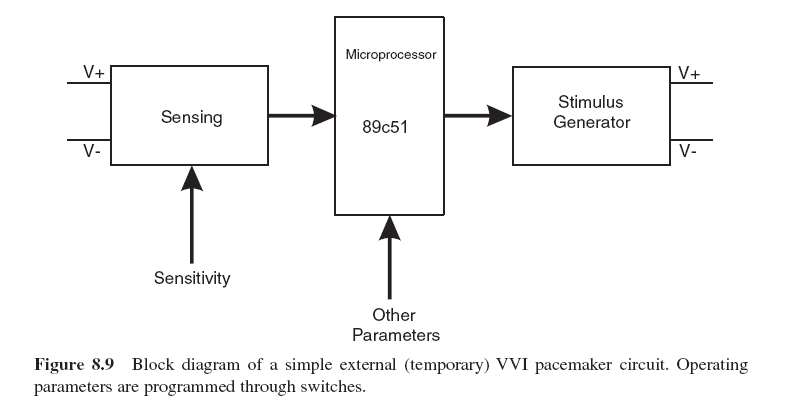 Microprocessor
V+
V+
Sensing
89c51
Stimulus
Generator
V-
V-
Sensitivity
Other
Parameters
Figure 8.9 Block diagram of a simple external (temporary) VVI pacemaker circuit. Operating
parameters are programmed through switches.